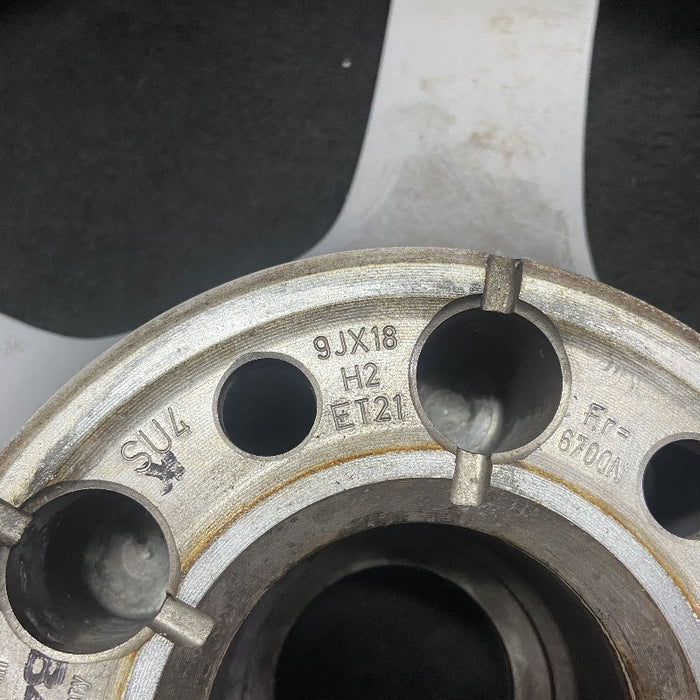 9JX18
H2
ET21
SU4
Fr=
6700N